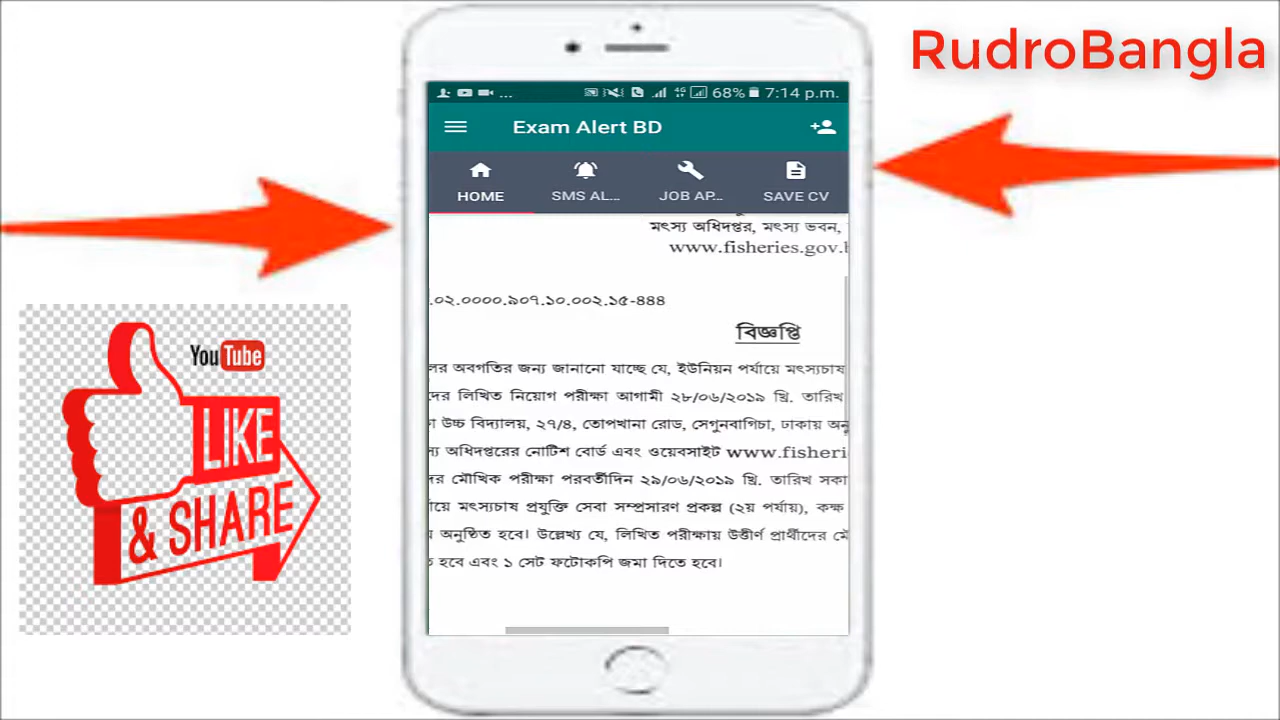 RudroBangla
... 4G 68% 7:14 p.m.
Exam Alert BD
HOME SMS AL... JOB AP... SAVE CV
মৎস্য অধিদপ্তর, মৎস্য ভবন,
www.fisheries.gov.b
.০২.০০০০.৯০৭.১০.০০২.১৫-৪৪৪
বিজ্ঞপ্তি
লের অবগতির জন্য জানানো যাচ্ছে যে, ইউনিয়ন পর্যায়ে মৎস্যচাষ
দের লিখিত নিয়োগ পরীক্ষা আগামী ২৮/০৬/২০১৯ খ্রি. তারিখ
উচ্চ বিদ্যালয়, ২৭/৪, তোপখানা রোড, সেগুনবাগিচা, ঢাকায় অনু
স্য অধিদপ্তরের নোটিশ বোর্ড এবং ওয়েবসাইট www.fisheri
দের মৌখিক পরীক্ষা পরবর্তীদিন ২৯/০৬/২০১৯ খ্রি. তারিখ সকা
র্যায়ে মৎস্যচাষ প্রযুক্তি সেবা সম্প্রসারণ প্রকল্প (২য় পর্যায়), কক্ষ
অনুষ্ঠিত হবে। উল্লেখ্য যে, লিখিত পরীক্ষায় উত্তীর্ণ প্রার্থীদের মৌ
হবে এবং ১ সেট ফটোকপি জমা দিতে হবে।
YouTube
LIKE
& SHARE